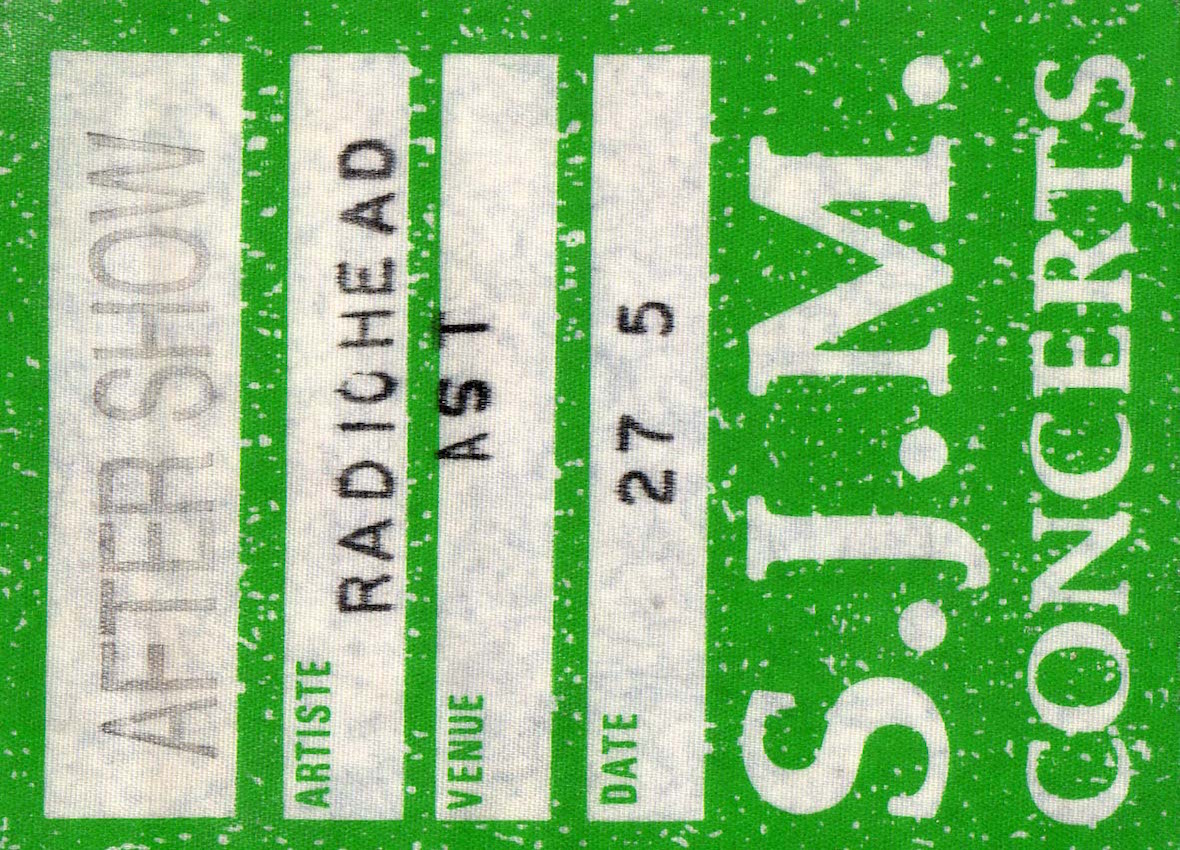 AFTER SHOW
ARTISTE RADIOHEAD
VENUE AST
DATE 27 5
S.J.M.
CONCERTS